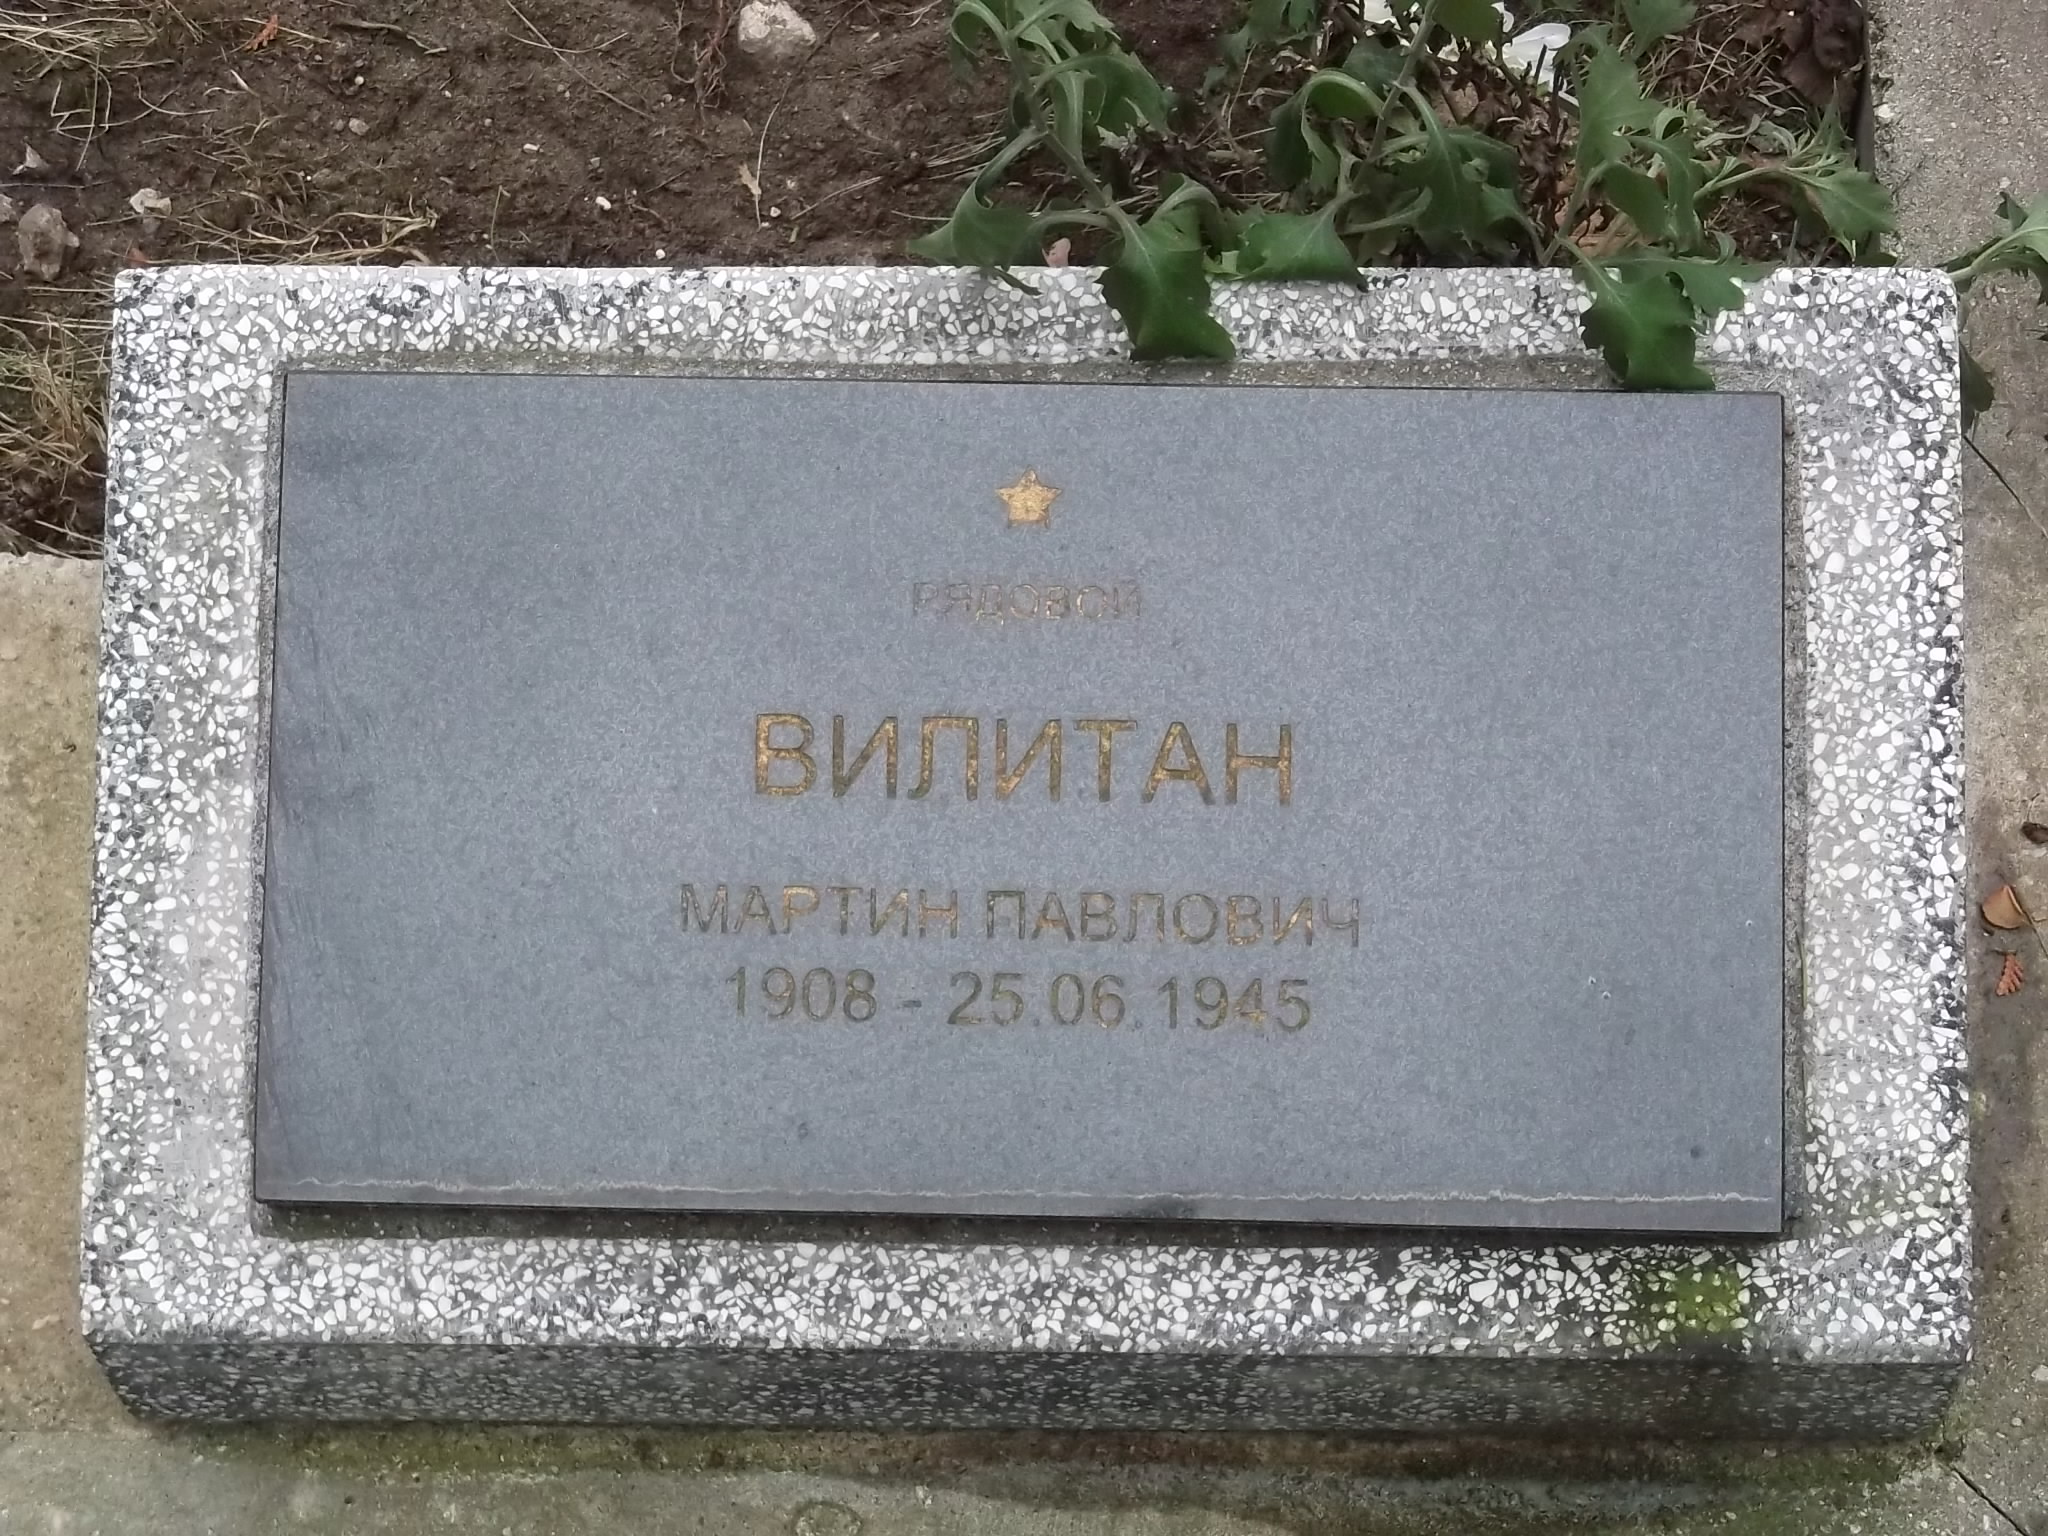 РЯДОВОЙ
ВИЛИТАН
МАРТИН ПАВЛОВИЧ
1908 - 25.06.1945